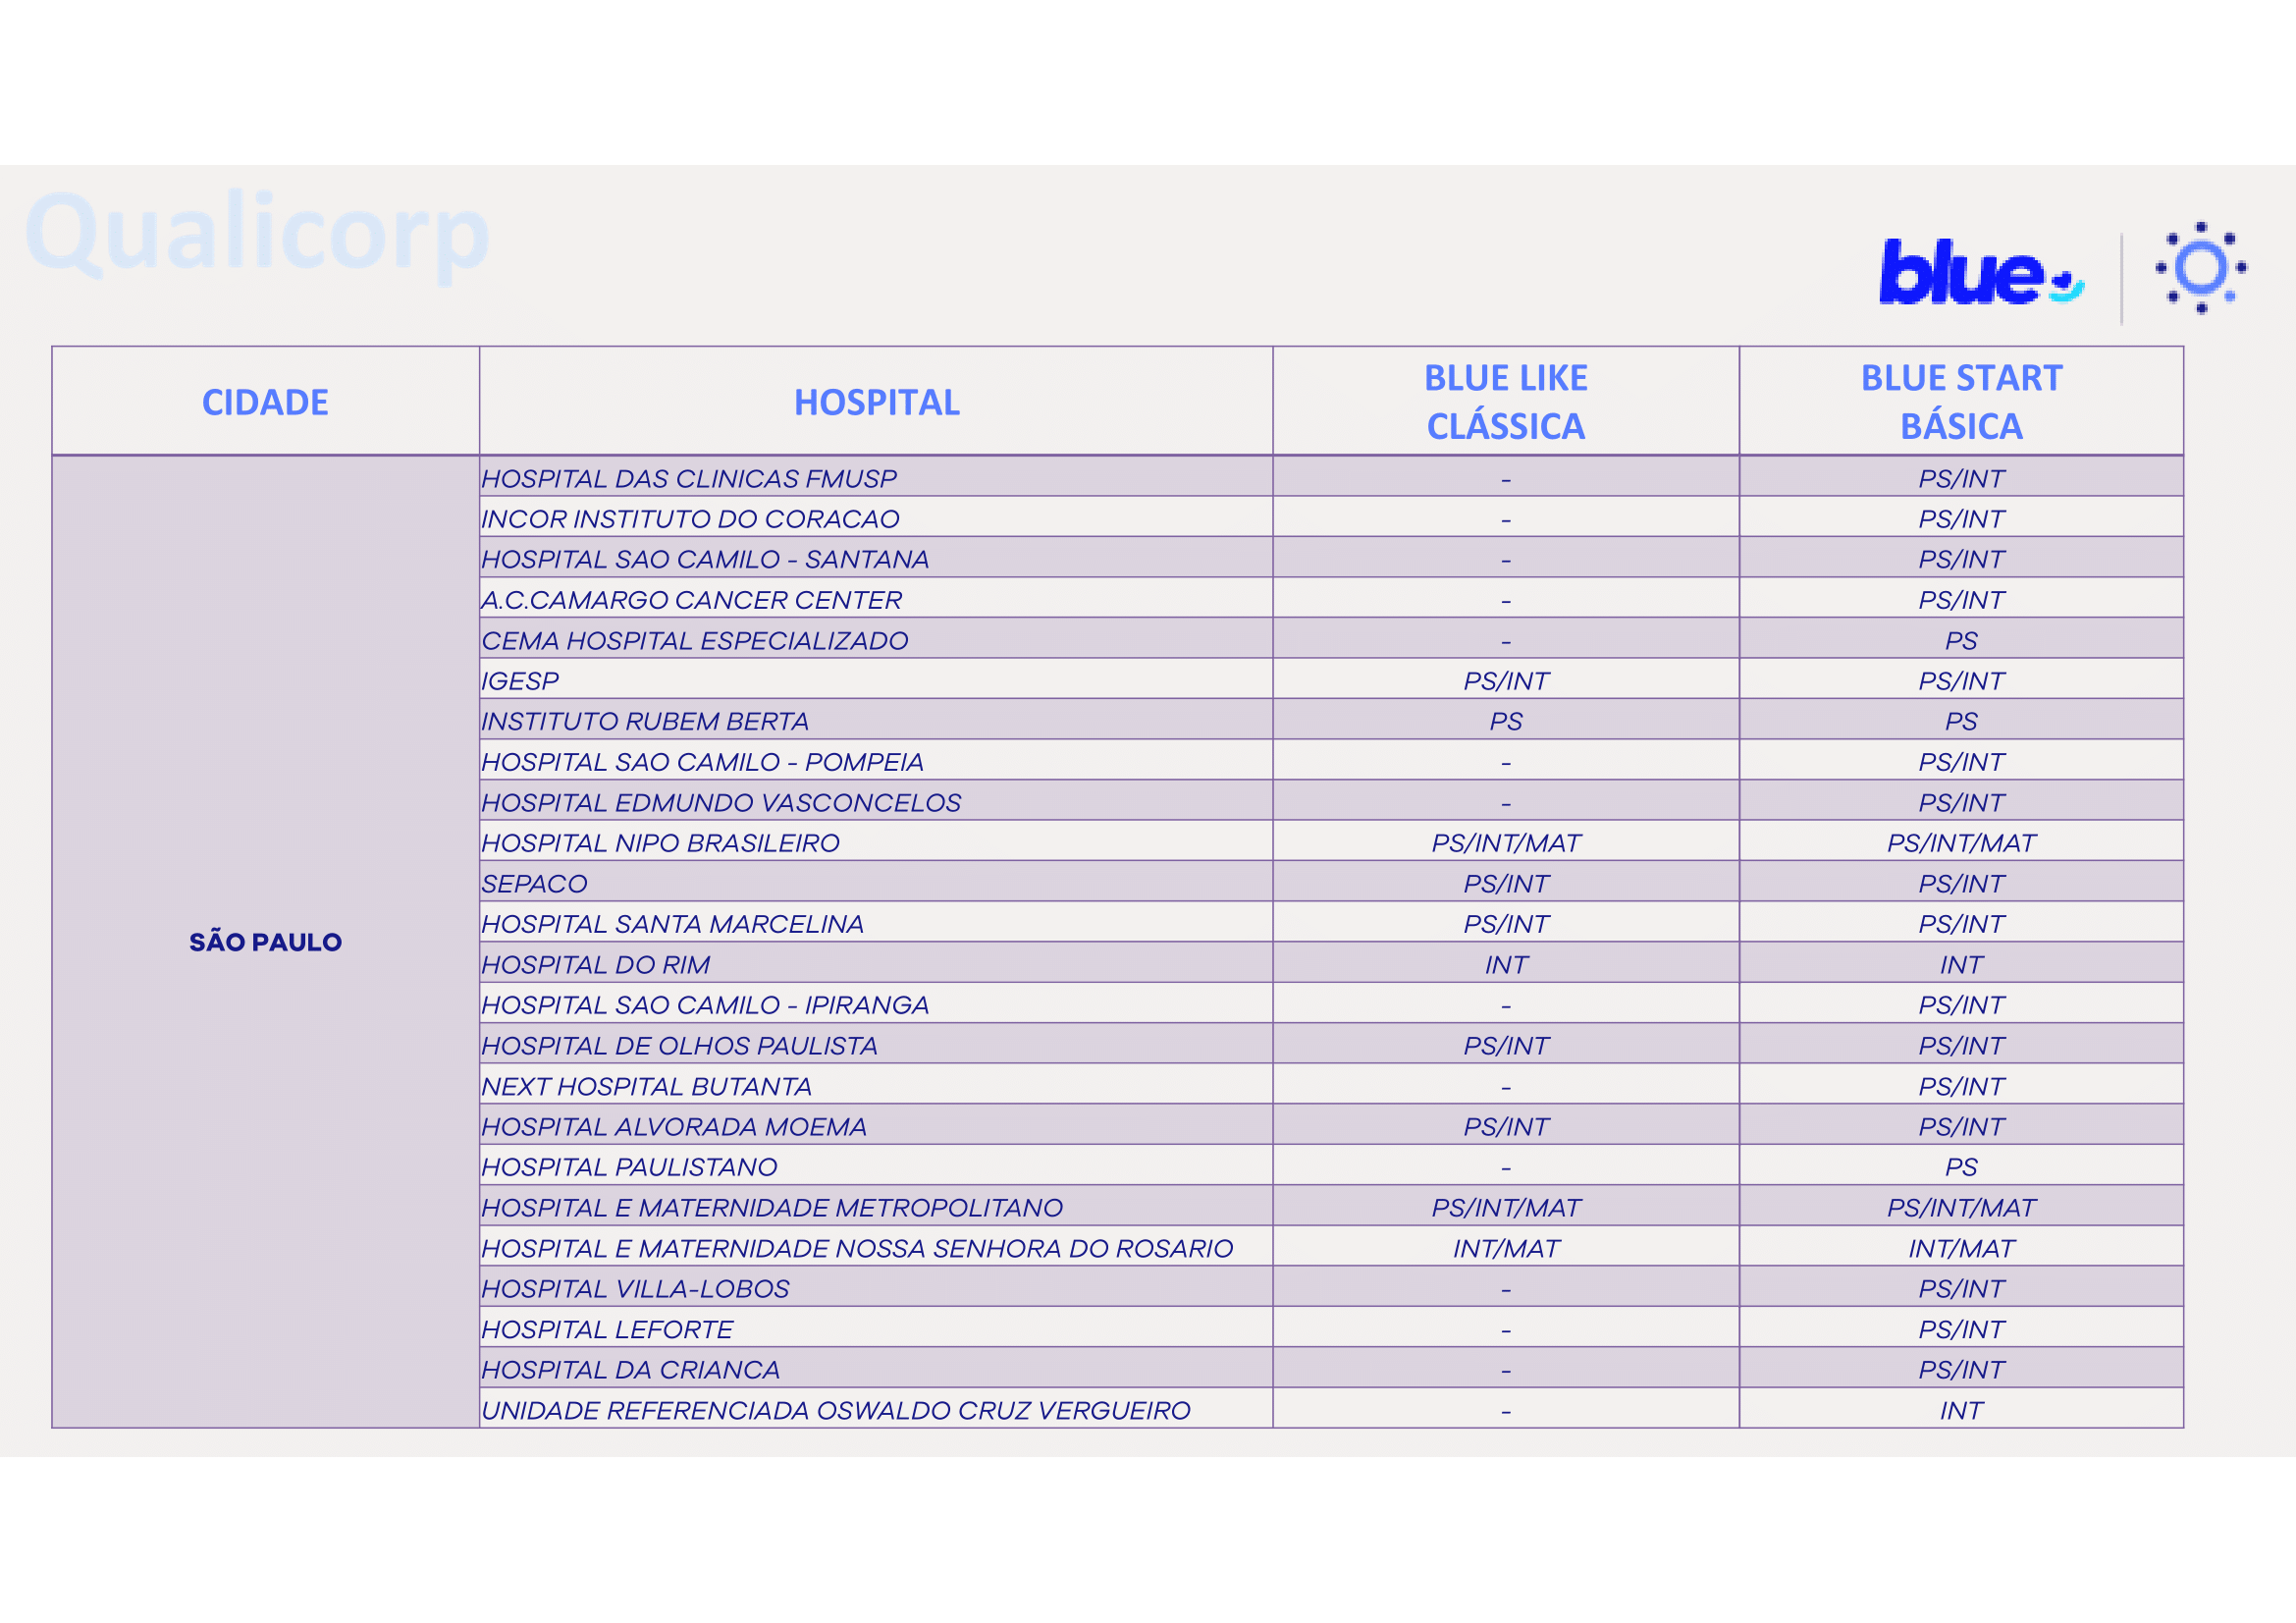 Qualicorp
blue
CIDADE HOSPITAL BLUE LIKE CLÁSSICA BLUE START BÁSICA
SÃO PAULO
HOSPITAL DAS CLINICAS FMUSP - PS/INT
INCOR INSTITUTO DO CORACAO - PS/INT
HOSPITAL SAO CAMILO - SANTANA - PS/INT
A.C.CAMARGO CANCER CENTER - PS/INT
CEMA HOSPITAL ESPECIALIZADO - PS
IGESP PS/INT PS/INT
INSTITUTO RUBEM BERTA PS PS
HOSPITAL SAO CAMILO - POMPEIA - PS/INT
HOSPITAL EDMUNDO VASCONCELOS - PS/INT
HOSPITAL NIPO BRASILEIRO PS/INT/MAT PS/INT/MAT
SEPACO PS/INT PS/INT
HOSPITAL SANTA MARCELINA PS/INT PS/INT
HOSPITAL DO RIM INT INT
HOSPITAL SAO CAMILO - IPIRANGA - PS/INT
HOSPITAL DE OLHOS PAULISTA PS/INT PS/INT
NEXT HOSPITAL BUTANTA - PS/INT
HOSPITAL ALVORADA MOEMA PS/INT PS/INT
HOSPITAL PAULISTANO - PS
HOSPITAL E MATERNIDADE METROPOLITANO PS/INT/MAT PS/INT/MAT
HOSPITAL E MATERNIDADE NOSSA SENHORA DO ROSARIO INT/MAT INT/MAT
HOSPITAL VILLA-LOBOS - PS/INT
HOSPITAL LEFORTE - PS/INT
HOSPITAL DA CRIANCA - PS/INT
UNIDADE REFERENCIADA OSWALDO CRUZ VERGUEIRO - INT